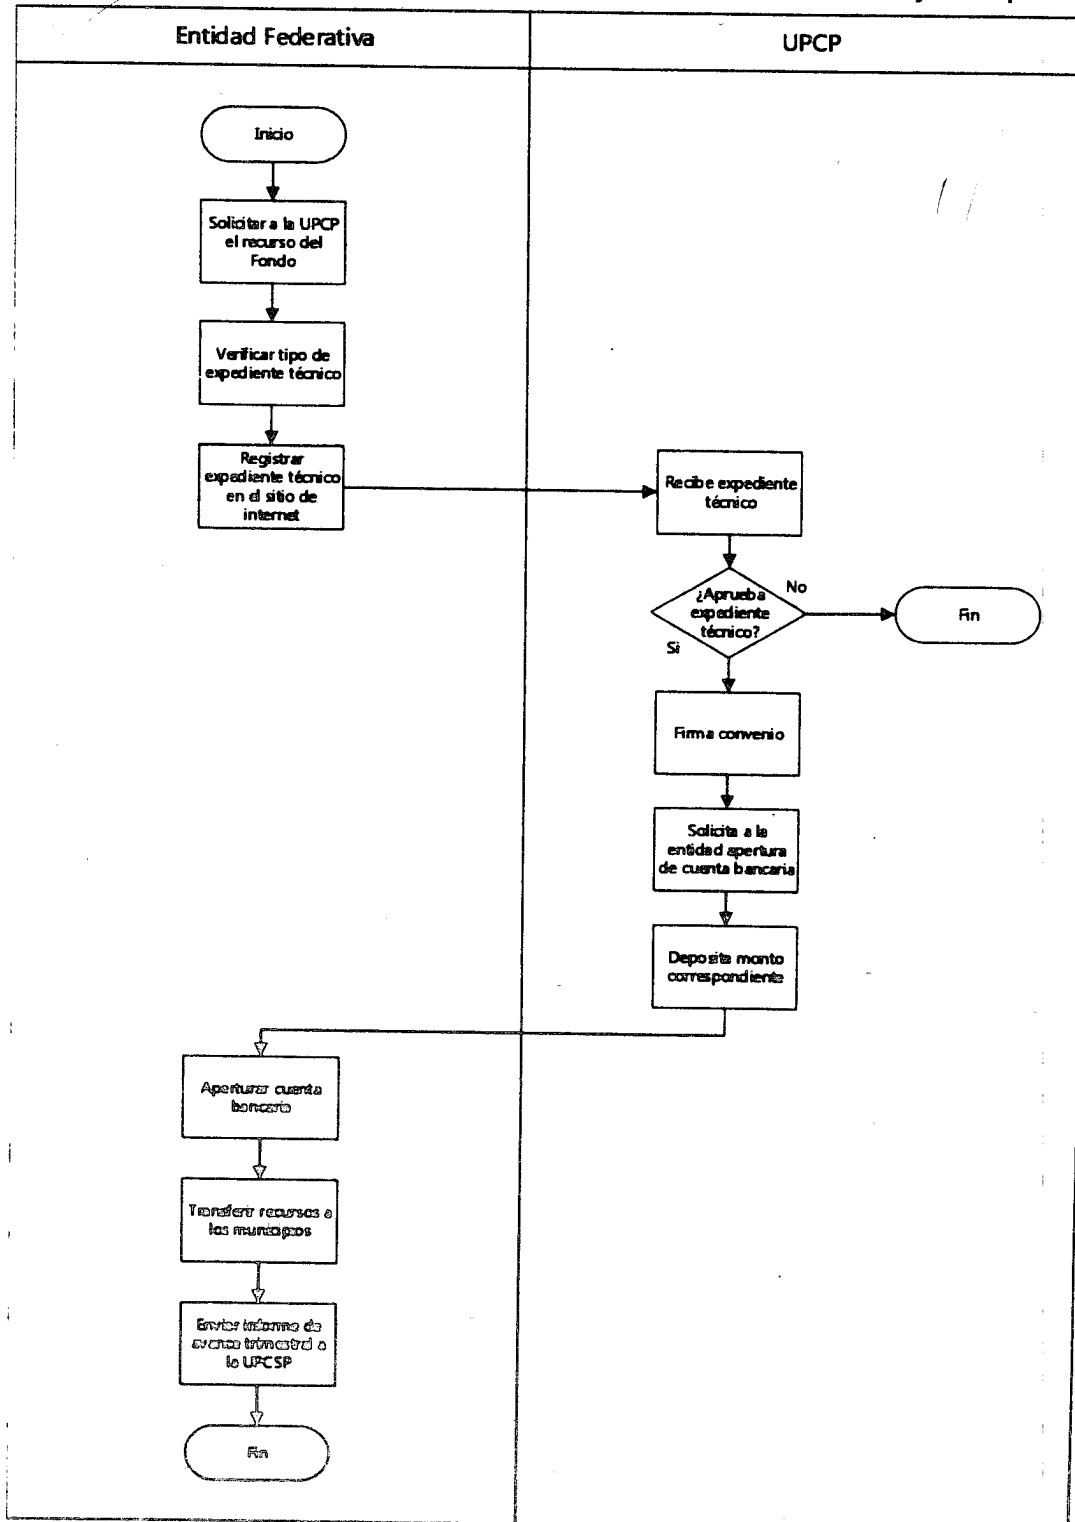 Entidad Federativa
UPCP
Inicio
Solicitar a la UPCP
el recurso del
Fondo
Verificar tipo de
expediente técnico
Registrar
expediente técnico
en el sitio de
internet
Recibe expediente
técnico
¿Aprueba
expediente
técnico?
No
Fin
Si
Firma convenio
Solicita a la
entidad apertura
de cuenta bancaria
Deposita monto
correspondiente
Aperturar cuenta
bancaria
Transferir recursos a
los municipios
Enviar informe de
avance trimestral a
la UPCSP
Fin